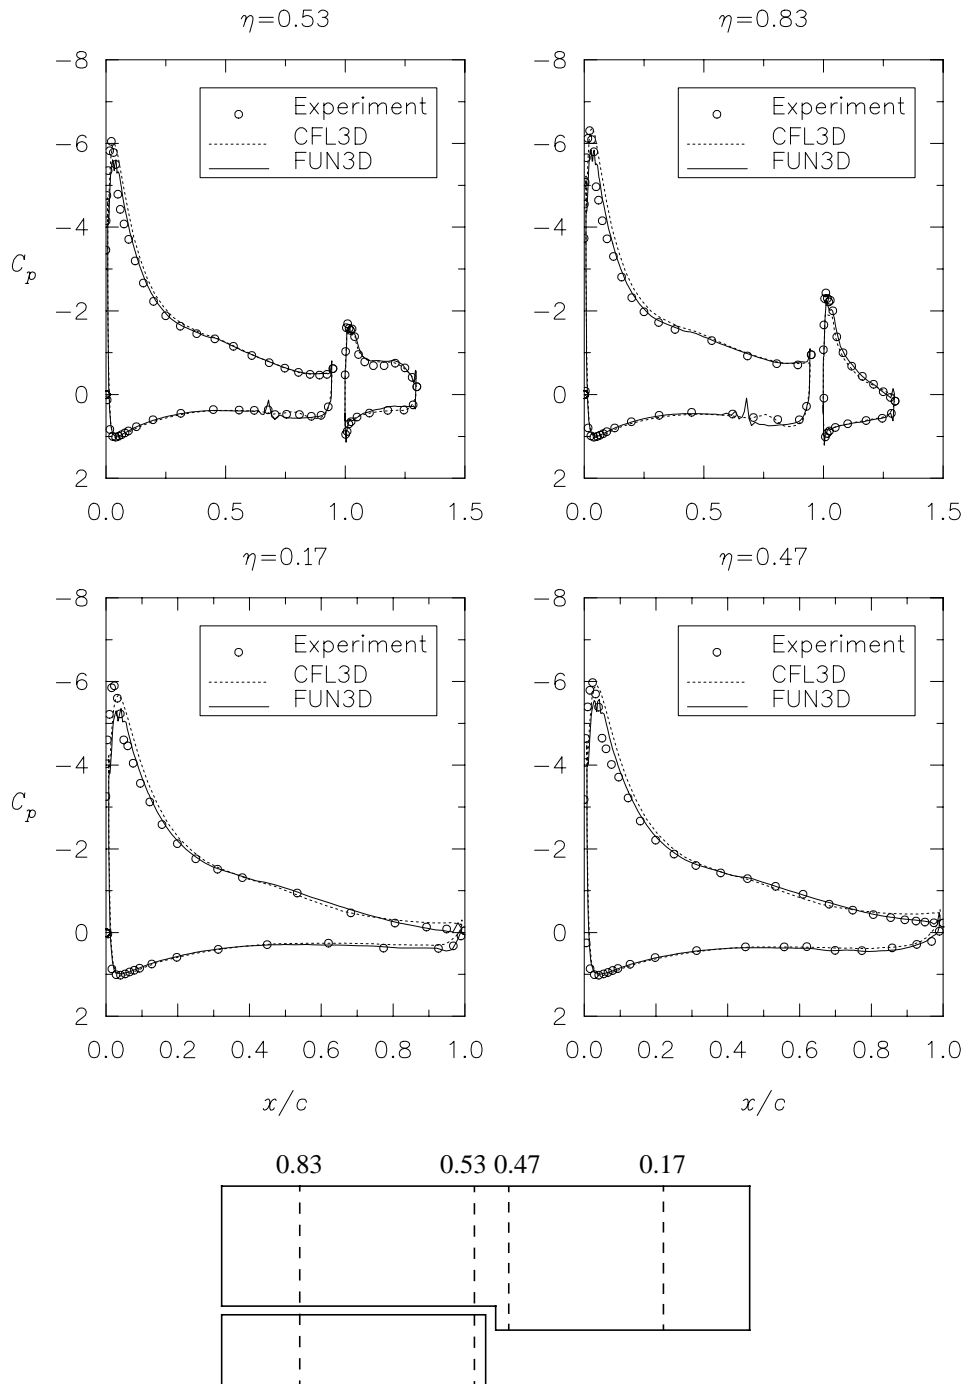 η=0.53
−8
−6
−4
−2
0
2
C_p
Experiment
CFL3D
FUN3D
0.0 0.5 1.0 1.5
η=0.83
−8
−6
−4
−2
0
2
Experiment
CFL3D
FUN3D
0.0 0.5 1.0 1.5
η=0.17
−8
−6
−4
−2
0
2
C_p
Experiment
CFL3D
FUN3D
0.0 0.2 0.4 0.6 0.8 1.0
x/c
η=0.47
−8
−6
−4
−2
0
2
Experiment
CFL3D
FUN3D
0.0 0.2 0.4 0.6 0.8 1.0
x/c
0.83 0.53 0.47 0.17